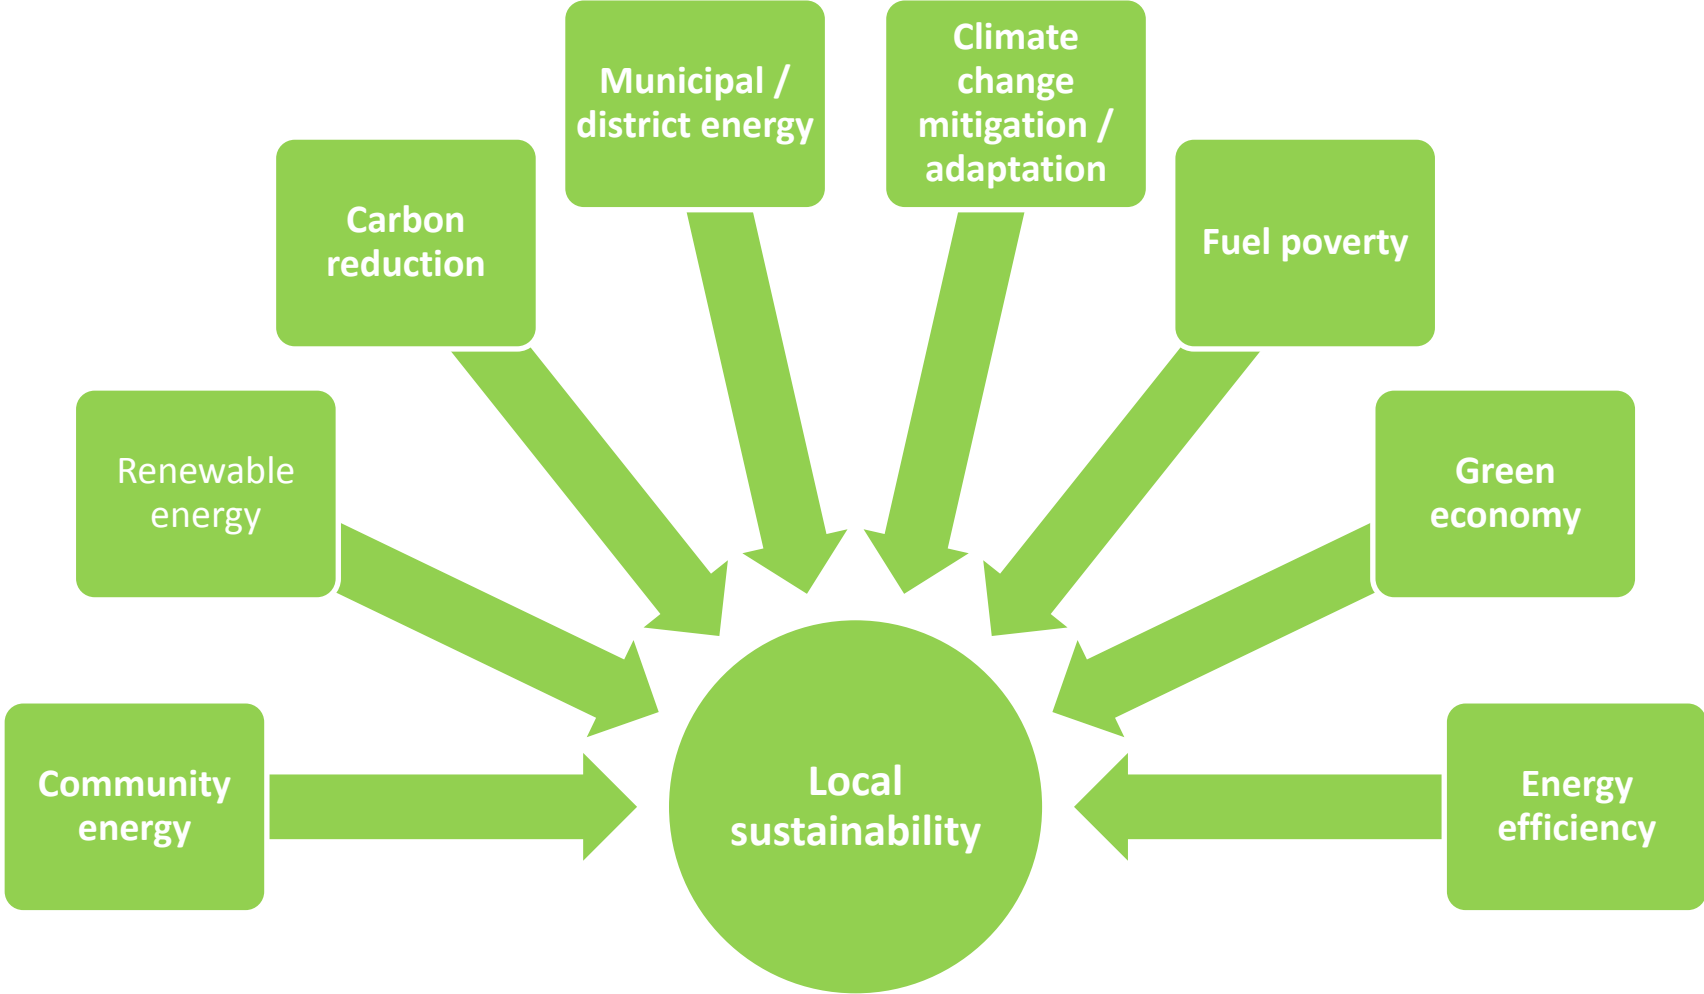 Climate
change
mitigation /
adaptation
Municipal /
district energy
Carbon
reduction
Fuel poverty
Renewable
energy
Green
economy
Community
energy
Local
sustainability
Energy
efficiency